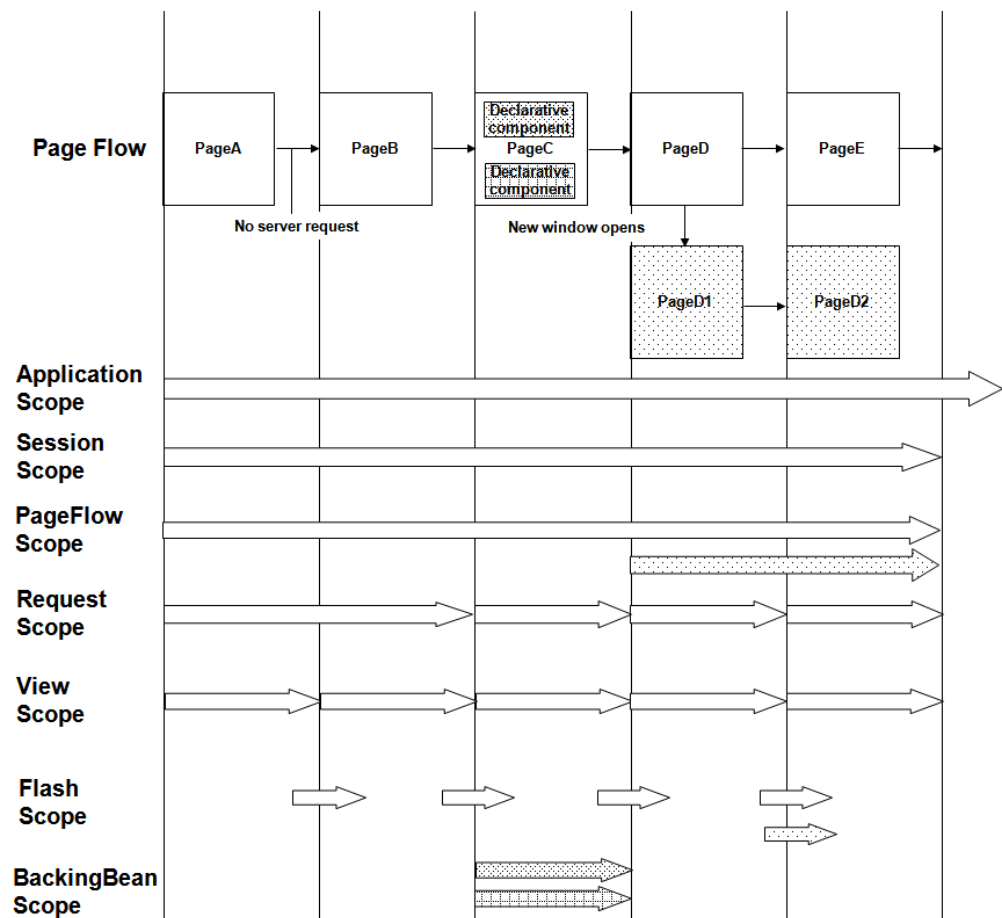 Declarative
component
Page Flow
PageA
PageB
PageC
PageD
PageE
Declarative
component
No server request
New window opens
PageD1
PageD2
Application
Scope
Session
Scope
PageFlow
Scope
Request
Scope
View
Scope
Flash
Scope
BackingBean
Scope